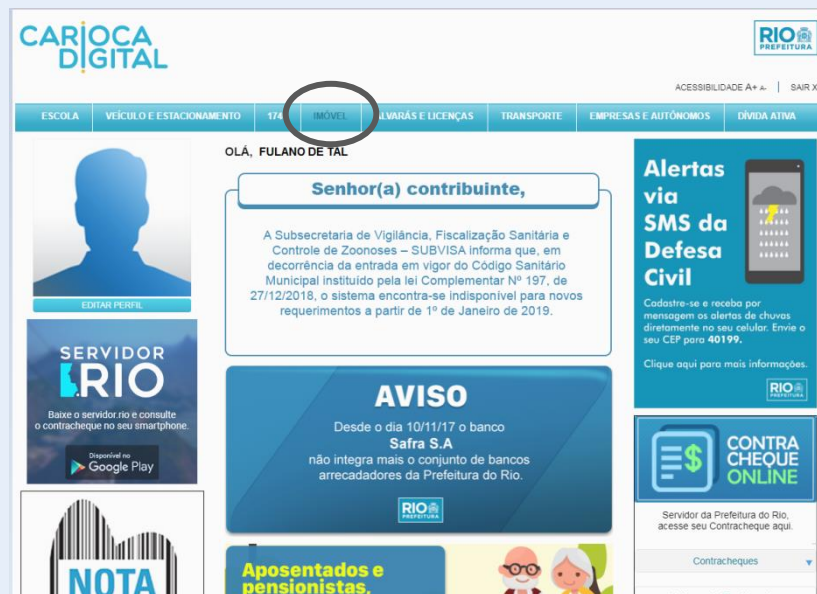 CARIOCA
DIGITAL
RIO
PREFEITURA
ACESSIBILIDADE A+ A- | SAIR X
ESCOLA VEÍCULO E ESTACIONAMENTO IMÓVEL ALVARÁS E LICENÇAS TRANSPORTE EMPRESAS E AUTÔNOMOS DÍVIDA ATIVA
OLÁ, FULANO DE TAL
EDITAR PERFIL
SERVIDOR
RIO
Baixe o servidor.rio e consulte
o contracheque no seu smartphone.
Disponível no
Google Play
NOTA
Senhor(a) contribuinte,
A Subsecretaria de Vigilância, Fiscalização Sanitária e
Controle de Zoonoses – SUBVISA informa que, em
decorrência da entrada em vigor do Código Sanitário
Municipal instituído pela lei Complementar Nº 197, de
27/12/2018, o sistema encontra-se indisponível para novos
requerimentos a partir de 1º de Janeiro de 2019.
AVISO
Desde o dia 10/11/17 o banco
Safra S.A
não integra mais o conjunto de bancos
arrecadadores da Prefeitura do Rio.
RIO
PREFEITURA
Aposentados e
pensionistas,
Alertas
via
SMS da
Defesa
Civil
Cadastre-se e receba por
mensagem os alertas de chuvas
diretamente no seu celular. Envie o
seu CEP para 40199.
Clique aqui para mais informações.
RIO
PREFEITURA
CONTRA
CHEQUE
ONLINE
Servidor da Prefeitura do Rio,
acesse seu Contracheque aqui.
Contracheques